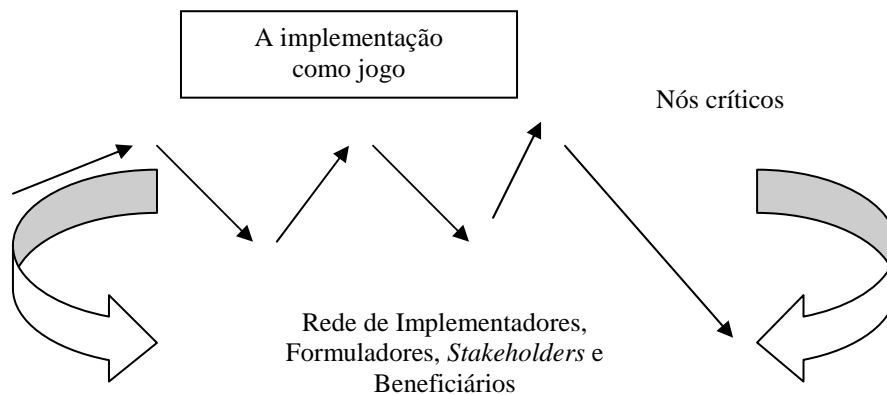 A implementação
como jogo
Nós críticos
Rede de Implementadores,
Formuladores, Stakeholders e
Beneficiários